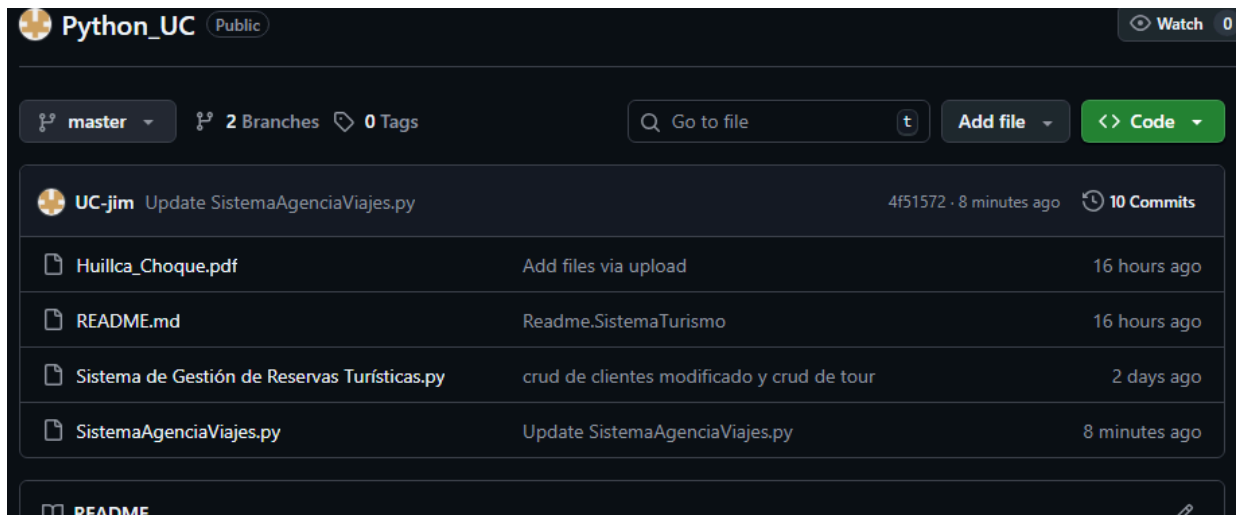 Python_UC Public Watch 0
master 2 Branches 0 Tags Go to file t Add file <> Code
UC-jim Update SistemaAgenciaViajes.py 4f51572 · 8 minutes ago 10 Commits
Huillca_Choque.pdf Add files via upload 16 hours ago
README.md Readme.SistemaTurismo 16 hours ago
Sistema de Gestión de Reservas Turísticas.py crud de clientes modificado y crud de tour 2 days ago
SistemaAgenciaViajes.py Update SistemaAgenciaViajes.py 8 minutes ago
README